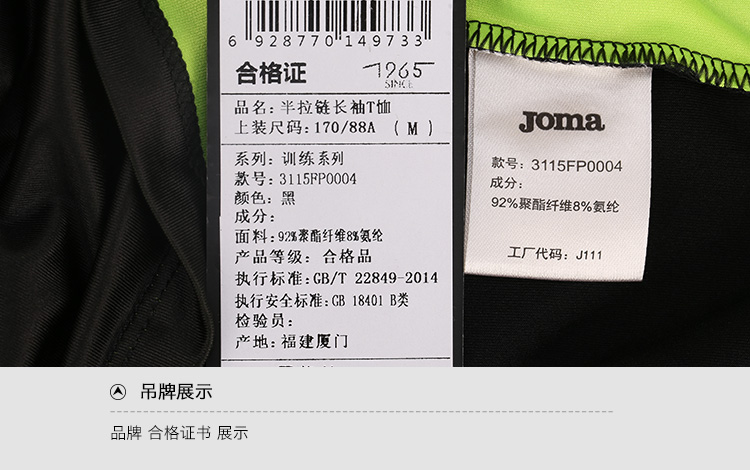 6 928770 149733
合格证 1965
SINCE
品名: 半拉链长袖T恤
上装尺码: 170/88A (M)
系列: 训练系列
款号: 3115FP0004
颜色: 黑
成分:
面料: 92%聚酯纤维8%氨纶
产品等级: 合格品
执行标准: GB/T 22849-2014
执行安全标准: GB 18401 B类
检验员:
产地: 福建厦门
Joma
款号: 3115FP0004
成分:
92%聚酯纤维8%氨纶
工厂代码: J111
吊牌展示
品牌 合格证书 展示